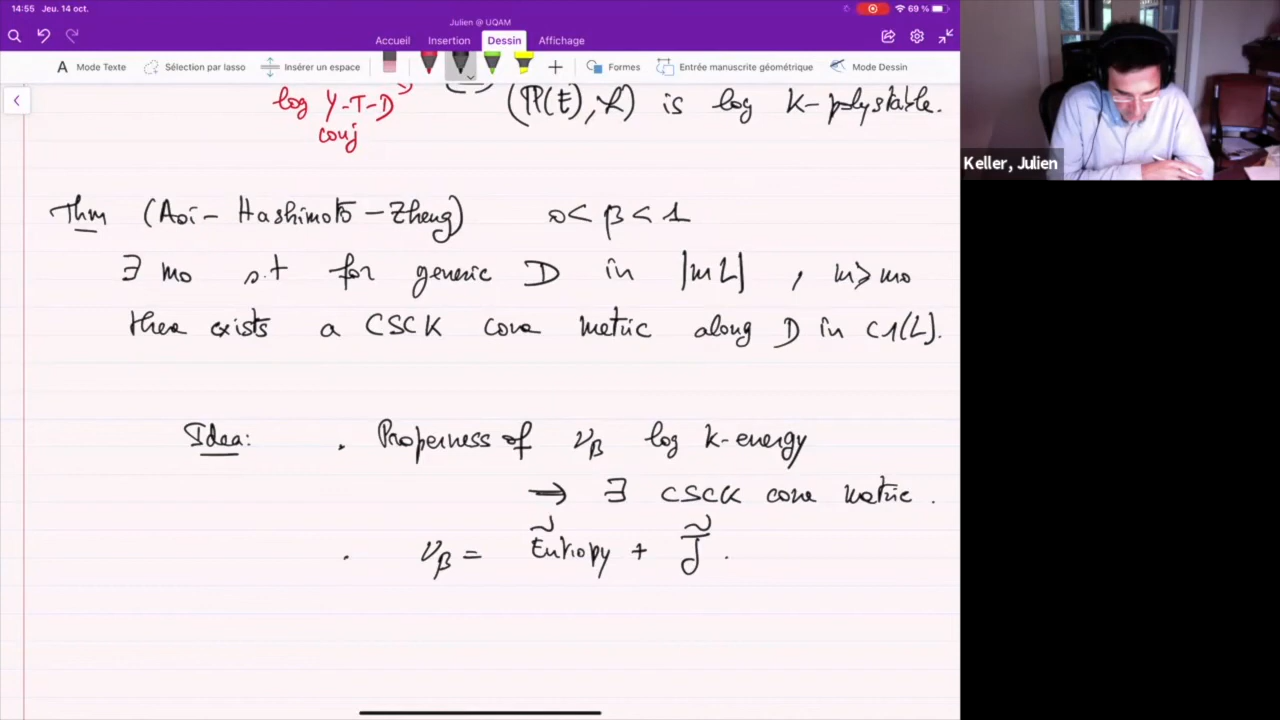 14:55 Jeu. 14 oct.
69 %
Julien @ UQAM
Accueil Insertion Dessin Affichage
A Mode Texte Sélection par lasso Insérer un espace Formes Entrée manuscrite géométrique Mode Dessin
log Y-T-D (P(E), L) is log K-polystable.
conj
Keller, Julien
Thm (Aoi - Hashimoto - Zheng) 0 < β < 1
∃ mo s.t for generic D in |mL| , m ≥ mo
there exists a CSCK cone metric along D in c1(L).
Idea: . Properness of ν_β log K-energy
⇒ ∃ CSCK cone metric .
. ν_β = Ẽntropy + J̃ .